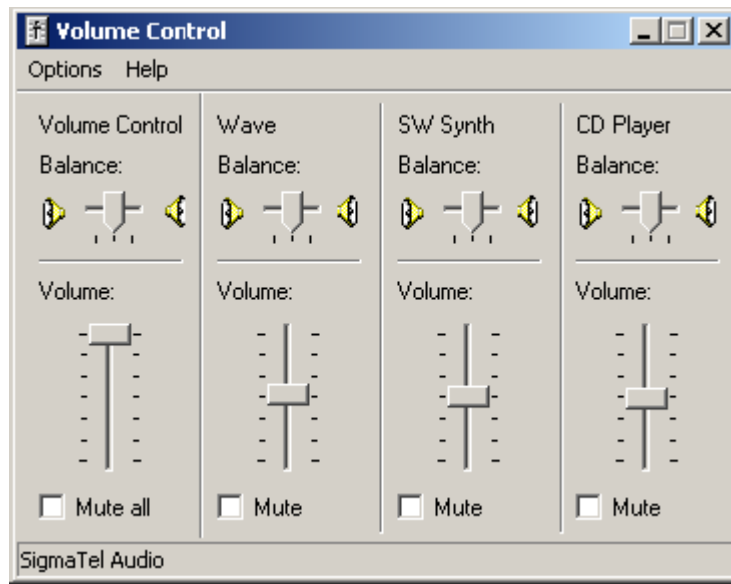 Volume Control
Options Help
Volume Control Wave SW Synth CD Player
Balance: Balance: Balance: Balance:
Volume: Volume: Volume: Volume:
Mute all Mute Mute Mute
SigmaTel Audio